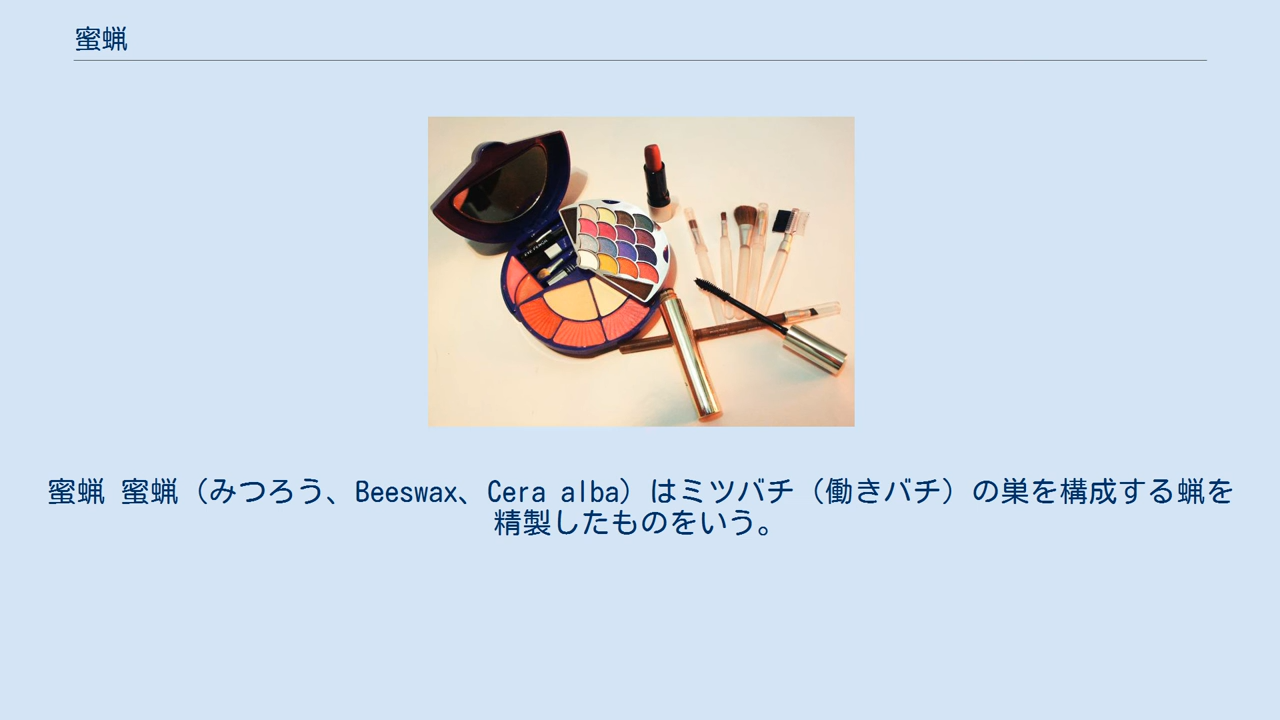 蜜蝋
蜜蝋 蜜蝋（みつろう、Beeswax、Cera alba）はミツバチ（働きバチ）の巣を構成する蝋を
精製したものをいう。